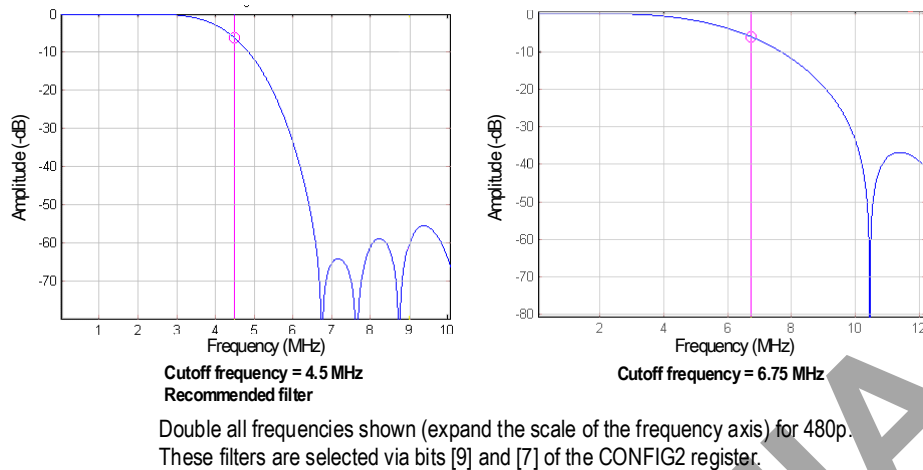 0
-10
-20
-30
-40
-50
-60
-70
Amplitude (-dB)
1 2 3 4 5 6 7 8 9 10
Frequency (MHz)
Cutoff frequency = 4.5 MHz
Recommended filter
0
-10
-20
-30
-40
-50
-60
-70
-80
Amplitude (-dB)
2 4 6 8 10 12
Frequency (MHz)
Cutoff frequency = 6.75 MHz
Double all frequencies shown (expand the scale of the frequency axis) for 480p.
These filters are selected via bits [9] and [7] of the CONFIG2 register.